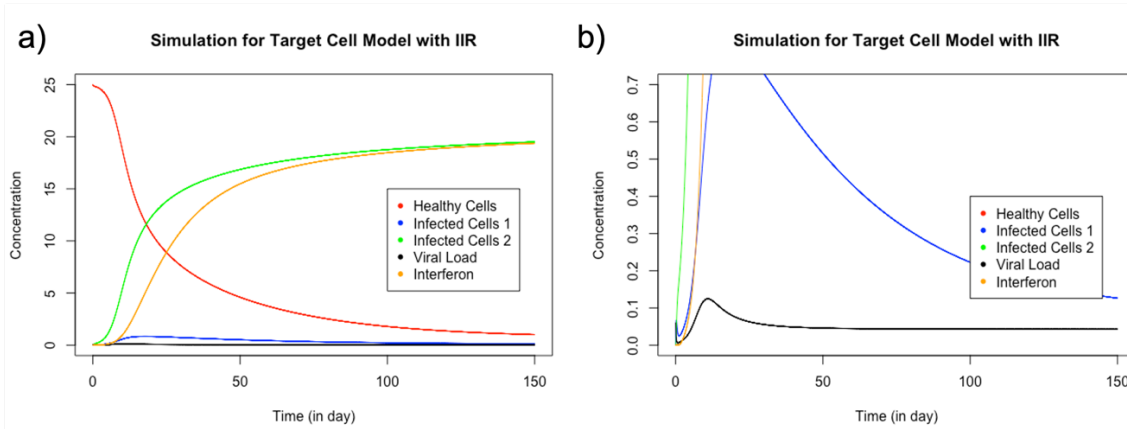 a)
Simulation for Target Cell Model with IIR
Concentration
25
20
15
10
5
0
Healthy Cells
Infected Cells 1
Infected Cells 2
Viral Load
Interferon
0 50 100 150
Time (in day)
b)
Simulation for Target Cell Model with IIR
Concentration
0.7
0.6
0.5
0.4
0.3
0.2
0.1
0.0
Healthy Cells
Infected Cells 1
Infected Cells 2
Viral Load
Interferon
0 50 100 150
Time (in day)